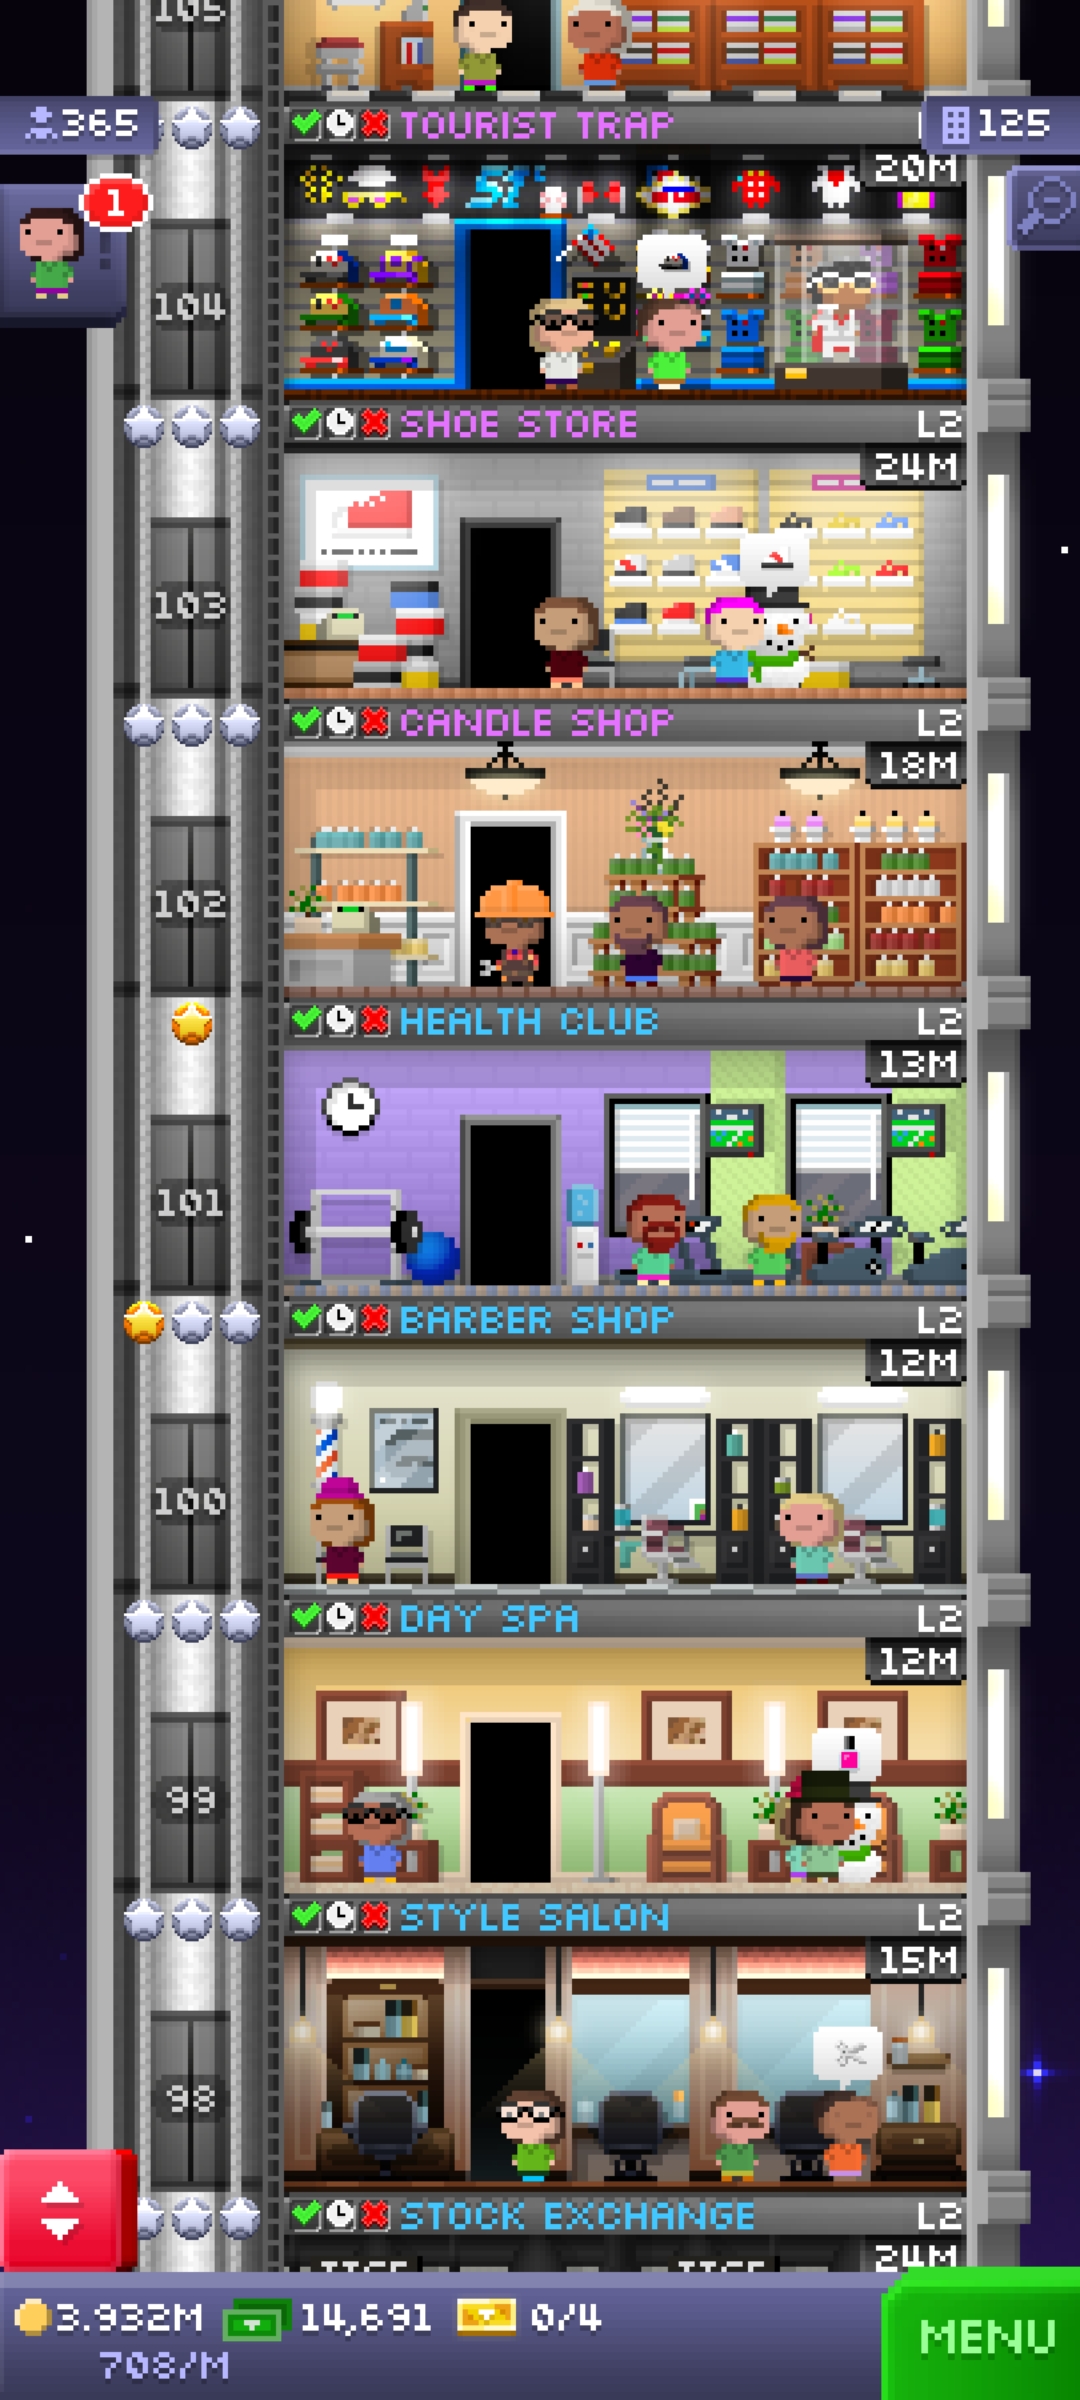 105
365
TOURIST TRAP
125
20M
1
104
SHOE STORE L2
24M
103
CANDLE SHOP L2
18M
102
HEALTH CLUB L2
13M
101
BARBER SHOP L2
12M
100
DAY SPA L2
12M
99
STYLE SALON L2
15M
98
STOCK EXCHANGE L2
24M
3.932M 14,691 0/4
708/M
MENU